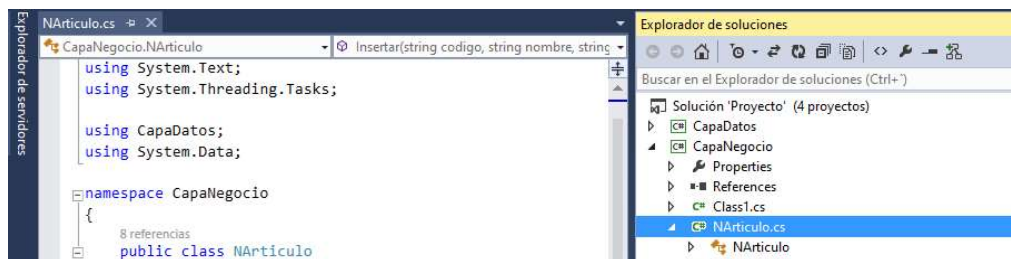 Explorador de servidores
NArticulo.cs
CapaNegocio.NArticulo
Insertar(string codigo, string nombre, string
using System.Text;
using System.Threading.Tasks;
using CapaDatos;
using System.Data;
namespace CapaNegocio
{
8 referencias
public class NArticulo
Explorador de soluciones
Buscar en el Explorador de soluciones (Ctrl+¨)
Solución 'Proyecto' (4 proyectos)
C# CapaDatos
C# CapaNegocio
Properties
References
C# Class1.cs
C# NArticulo.cs
NArticulo